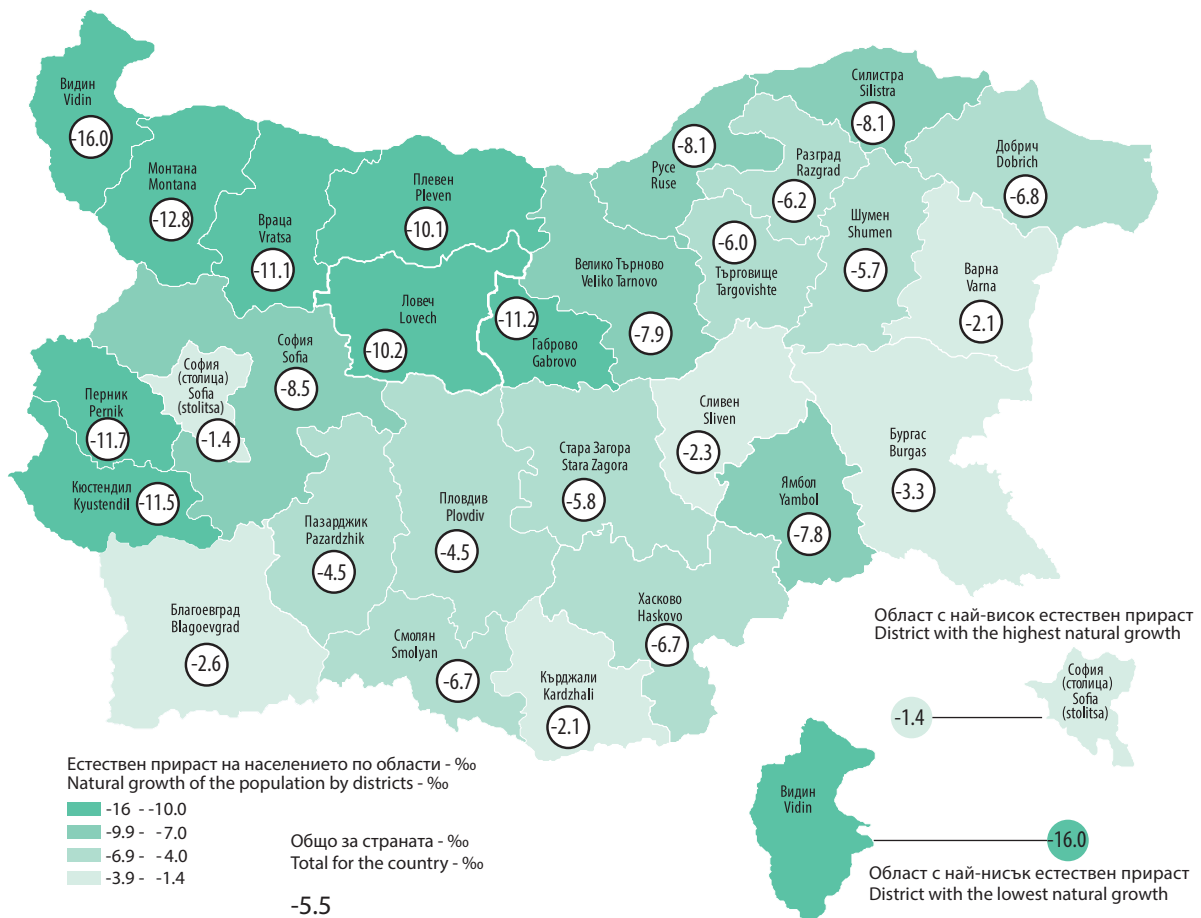 Видин
Vidin
-16.0
Монтана
Montana
-12.8
Враца
Vratsa
-11.1
Плевен
Pleven
-10.1
Ловеч
Lovech
-10.2
-11.2
Габрово
Gabrovo
Велико Търново
Veliko Tarnovo
-7.9
-8.1
Русе
Ruse
Силистра
Silistra
-8.1
Разград
Razgrad
-6.2
Добрич
Dobrich
-6.8
-6.0
Търговище
Targovishte
Шумен
Shumen
-5.7
Варна
Varna
-2.1
София
Sofia
-8.5
София
(столица)
Sofia
(stolitsa)
-1.4
Перник
Pernik
-11.7
Кюстендил
Kyustendil
-11.5
Пазарджик
Pazardzhik
-4.5
Пловдив
Plovdiv
-4.5
Стара Загора
Stara Zagora
-5.8
Сливен
Sliven
-2.3
Ямбол
Yambol
-7.8
Бургас
Burgas
-3.3
Благоевград
Blagoevgrad
-2.6
Смолян
Smolyan
-6.7
Кърджали
Kardzhali
-2.1
Хасково
Haskovo
-6.7
Област с най-висок естествен прираст
District with the highest natural growth
София
(столица)
Sofia
(stolitsa)
-1.4
Видин
Vidin
-16.0
Област с най-нисък естествен прираст
District with the lowest natural growth
Естествен прираст на населението по области - ‰
Natural growth of the population by districts - ‰
-16 - -10.0
-9.9 - -7.0
-6.9 - -4.0
-3.9 - -1.4
Общо за страната - ‰
Total for the country - ‰
-5.5